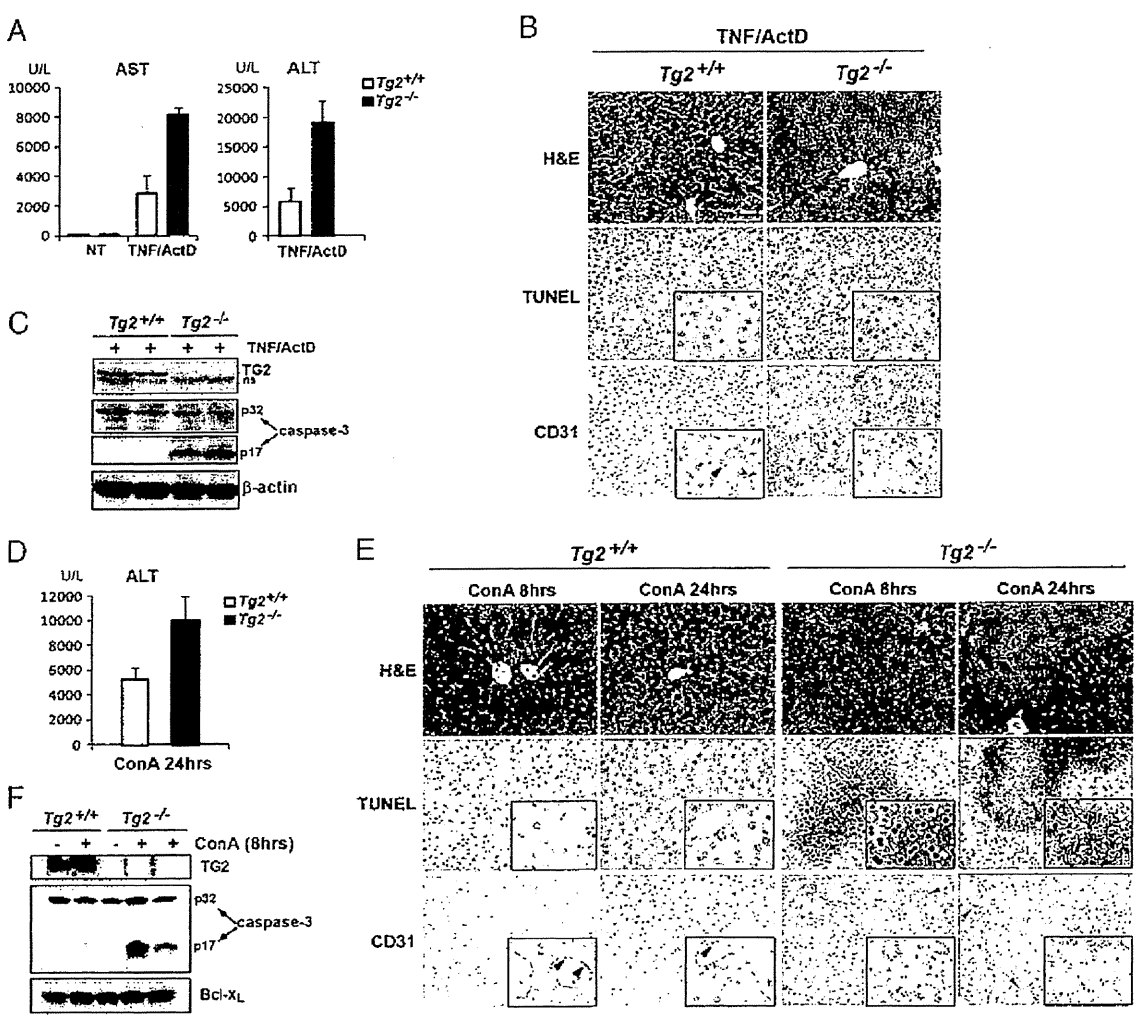 A
U/L AST
10000
8000
6000
4000
2000
0
NT TNF/ActD
U/L ALT
25000
20000
15000
10000
5000
0
TNF/ActD
Tg2+/+
Tg2-/-
B
TNF/ActD
Tg2+/+ Tg2-/-
H&E
TUNEL
CD31
C
Tg2+/+ Tg2-/-
+ + + + TNF/ActD
TG2
ns
p32
caspase-3
p17
β-actin
D
U/L ALT
12000
10000
8000
6000
4000
2000
0
ConA 24hrs
Tg2+/+
Tg2-/-
E
Tg2+/+ Tg2-/-
ConA 8hrs ConA 24hrs ConA 8hrs ConA 24hrs
H&E
TUNEL
CD31
F
Tg2+/+ Tg2-/-
- + - + + ConA (8hrs)
TG2
p32
caspase-3
p17
Bcl-xL